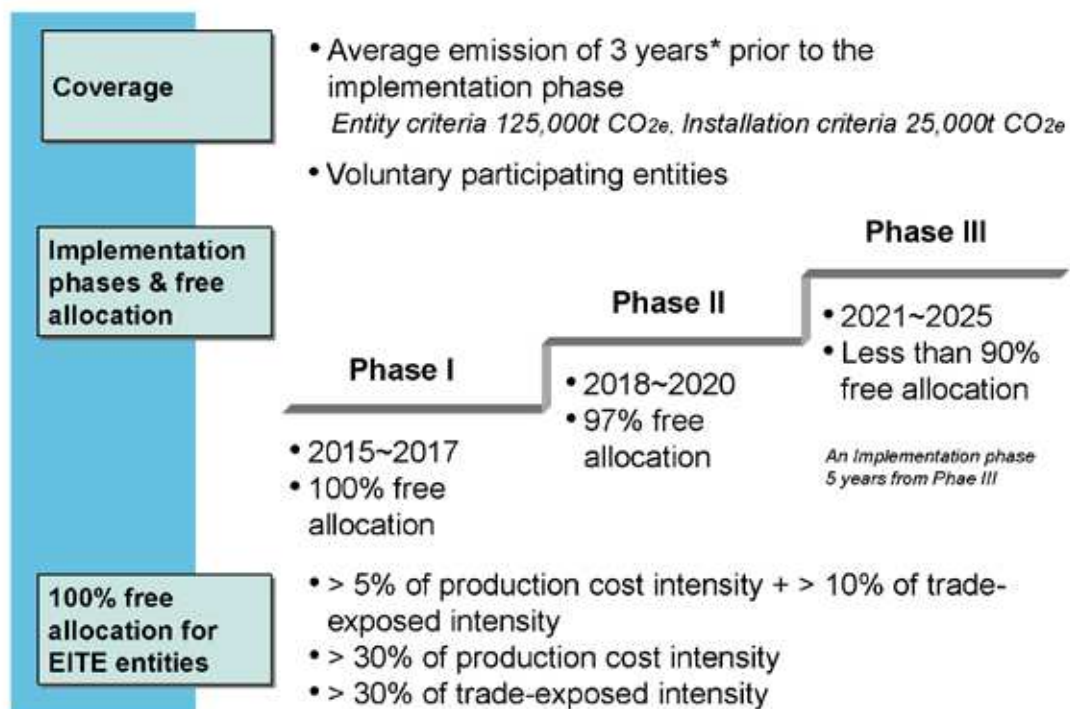 Coverage
• Average emission of 3 years* prior to the
implementation phase
Entity criteria 125,000t CO2e, Installation criteria 25,000t CO2e
• Voluntary participating entities
Implementation
phases & free
allocation
Phase I
• 2015~2017
• 100% free
allocation
Phase II
• 2018~2020
• 97% free
allocation
Phase III
• 2021~2025
• Less than 90%
free allocation
An Implementation phase
5 years from Phae III
100% free
allocation for
EITE entities
• > 5% of production cost intensity + > 10% of trade-
exposed intensity
• > 30% of production cost intensity
• > 30% of trade-exposed intensity